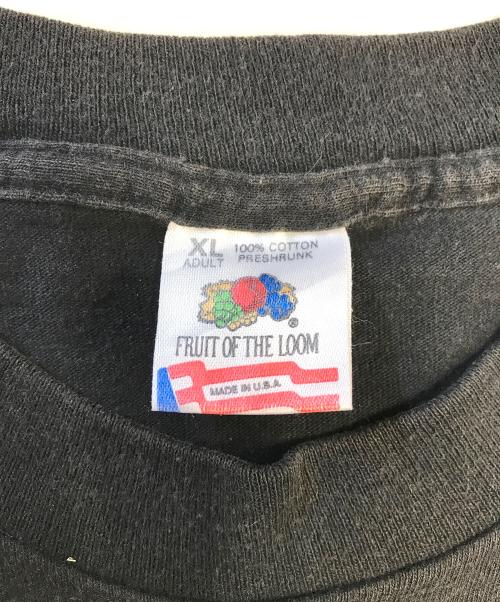 XL 100% COTTON
ADULT PRESHRUNK
®
FRUIT OF THE LOOM
MADE IN U.S.A.